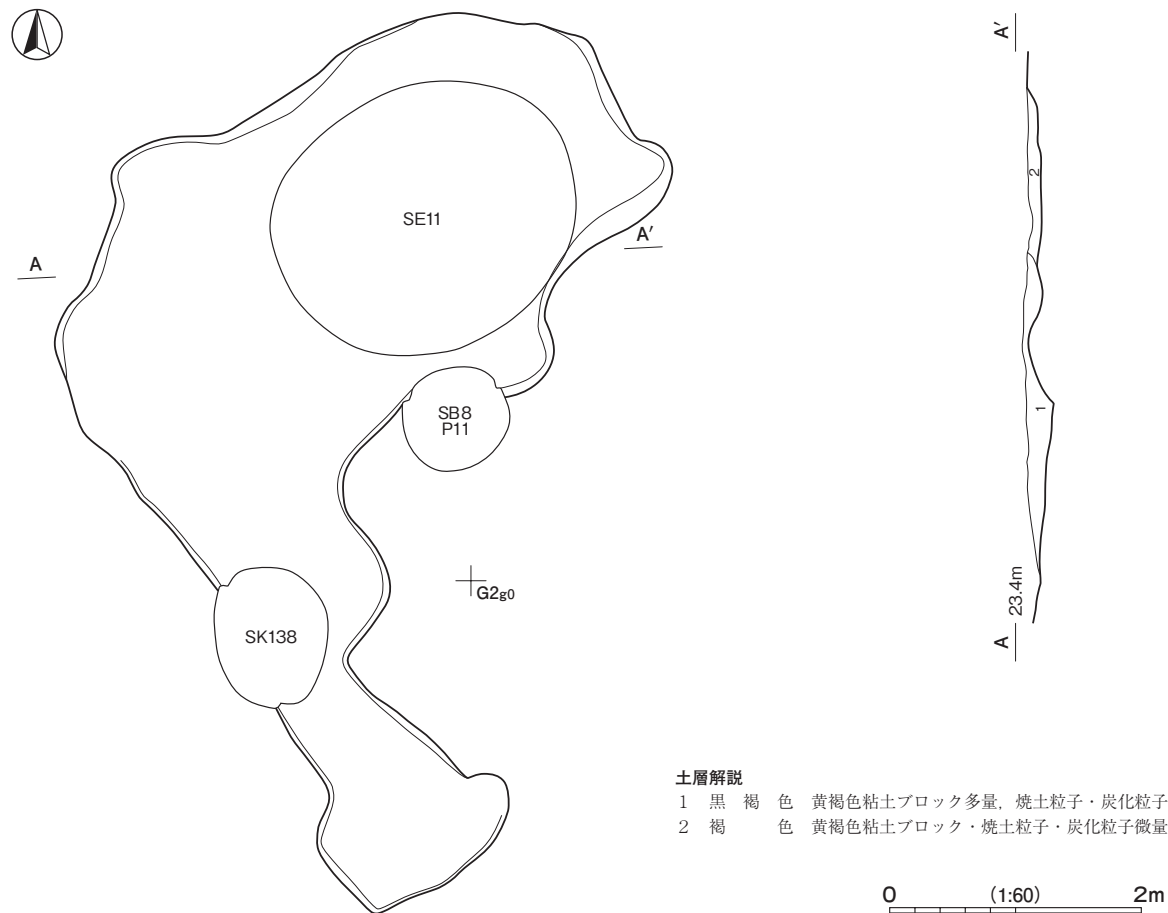 A
A′
SE11
SB8
P11
G2g0
SK138
A′
2
1
23.4m
A
土層解説
1 黒 褐 色 黄褐色粘土ブロック多量，焼土粒子・炭化粒子
2 褐 色 黄褐色粘土ブロック・焼土粒子・炭化粒子微量
0 (1:60) 2m